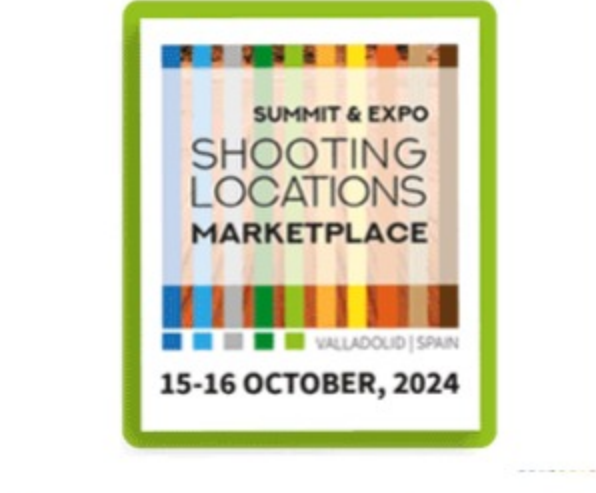 SUMMIT & EXPO
SHOOTING
LOCATIONS
MARKETPLACE
VALLADOLID | SPAIN
15-16 OCTOBER, 2024